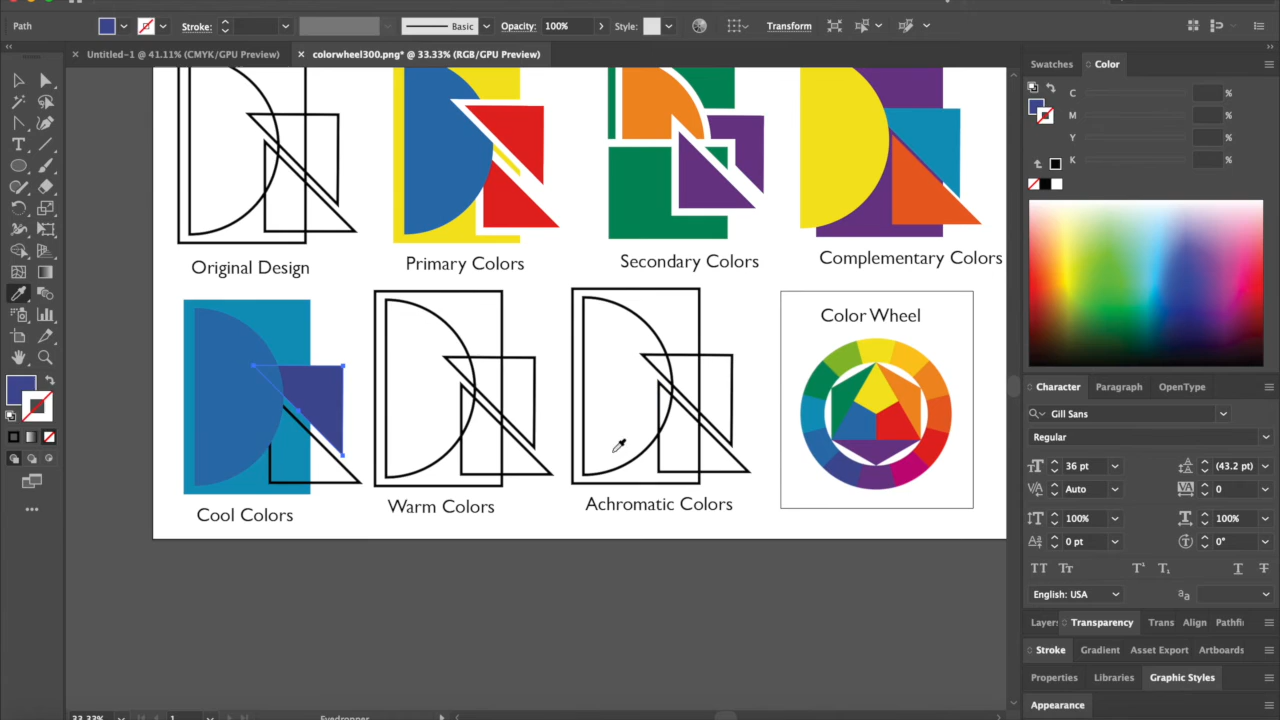 Path
Stroke:
Basic
Opacity:
100%
Style:
Transform
Untitled-1 @ 41.11% (CMYK/GPU Preview)
colorwheel300.png* @ 33.33% (RGB/GPU Preview)
Swatches
Color
C
%
M
%
Y
%
K
%
Original Design
Primary Colors
Secondary Colors
Complementary Colors
Color Wheel
Cool Colors
Warm Colors
Achromatic Colors
Character
Paragraph
OpenType
Gill Sans
Regular
36 pt
(43.2 pt)
Auto
0
100%
100%
0 pt
0°
English: USA
Layers
Transparency
Trans
Align
Pathfi
Stroke
Gradient
Asset Export
Artboards
Properties
Libraries
Graphic Styles
Appearance
33.33%
1
Eyedropper